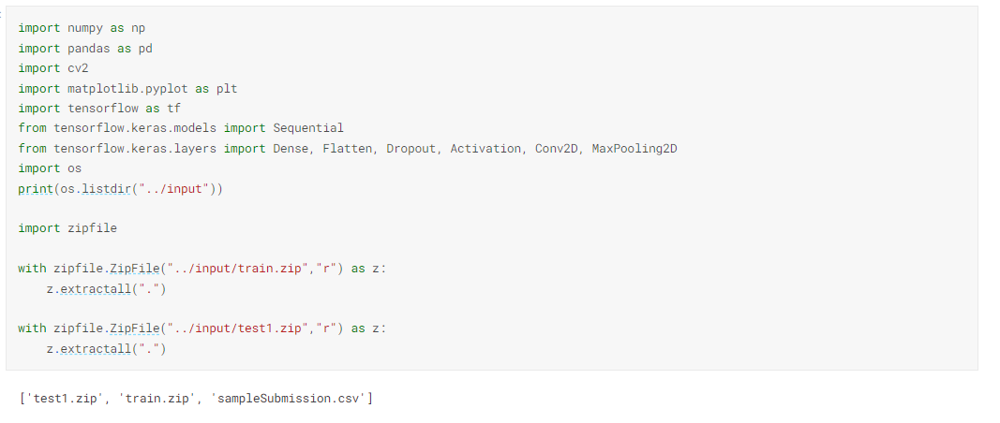 import numpy as np
import pandas as pd
import cv2
import matplotlib.pyplot as plt
import tensorflow as tf
from tensorflow.keras.models import Sequential
from tensorflow.keras.layers import Dense, Flatten, Dropout, Activation, Conv2D, MaxPooling2D
import os
print(os.listdir("../input"))
import zipfile
with zipfile.ZipFile("../input/train.zip","r") as z:
    z.extractall(".")
with zipfile.ZipFile("../input/test1.zip","r") as z:
    z.extractall(".")
['test1.zip', 'train.zip', 'sampleSubmission.csv']